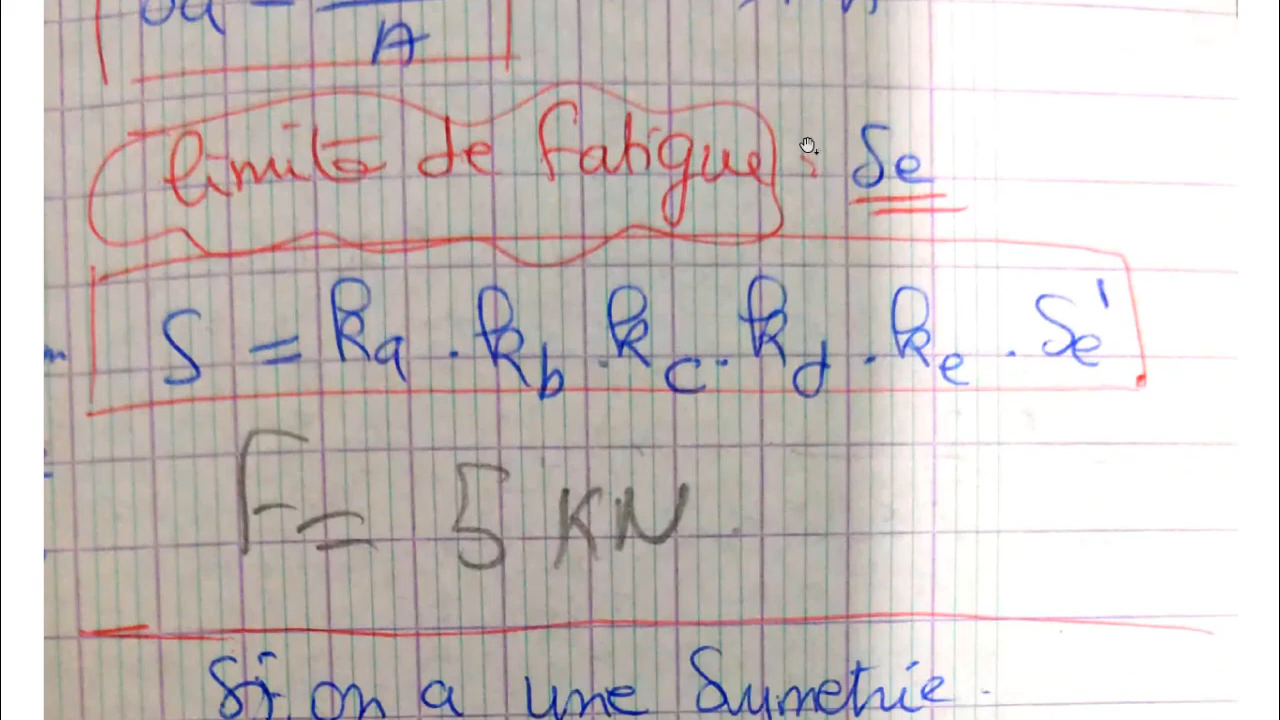 A
limite de fatigue : Se
S = ka . kb . kc . kd . ke . Se'
F = 5 KN
Si on a une Symetrie.